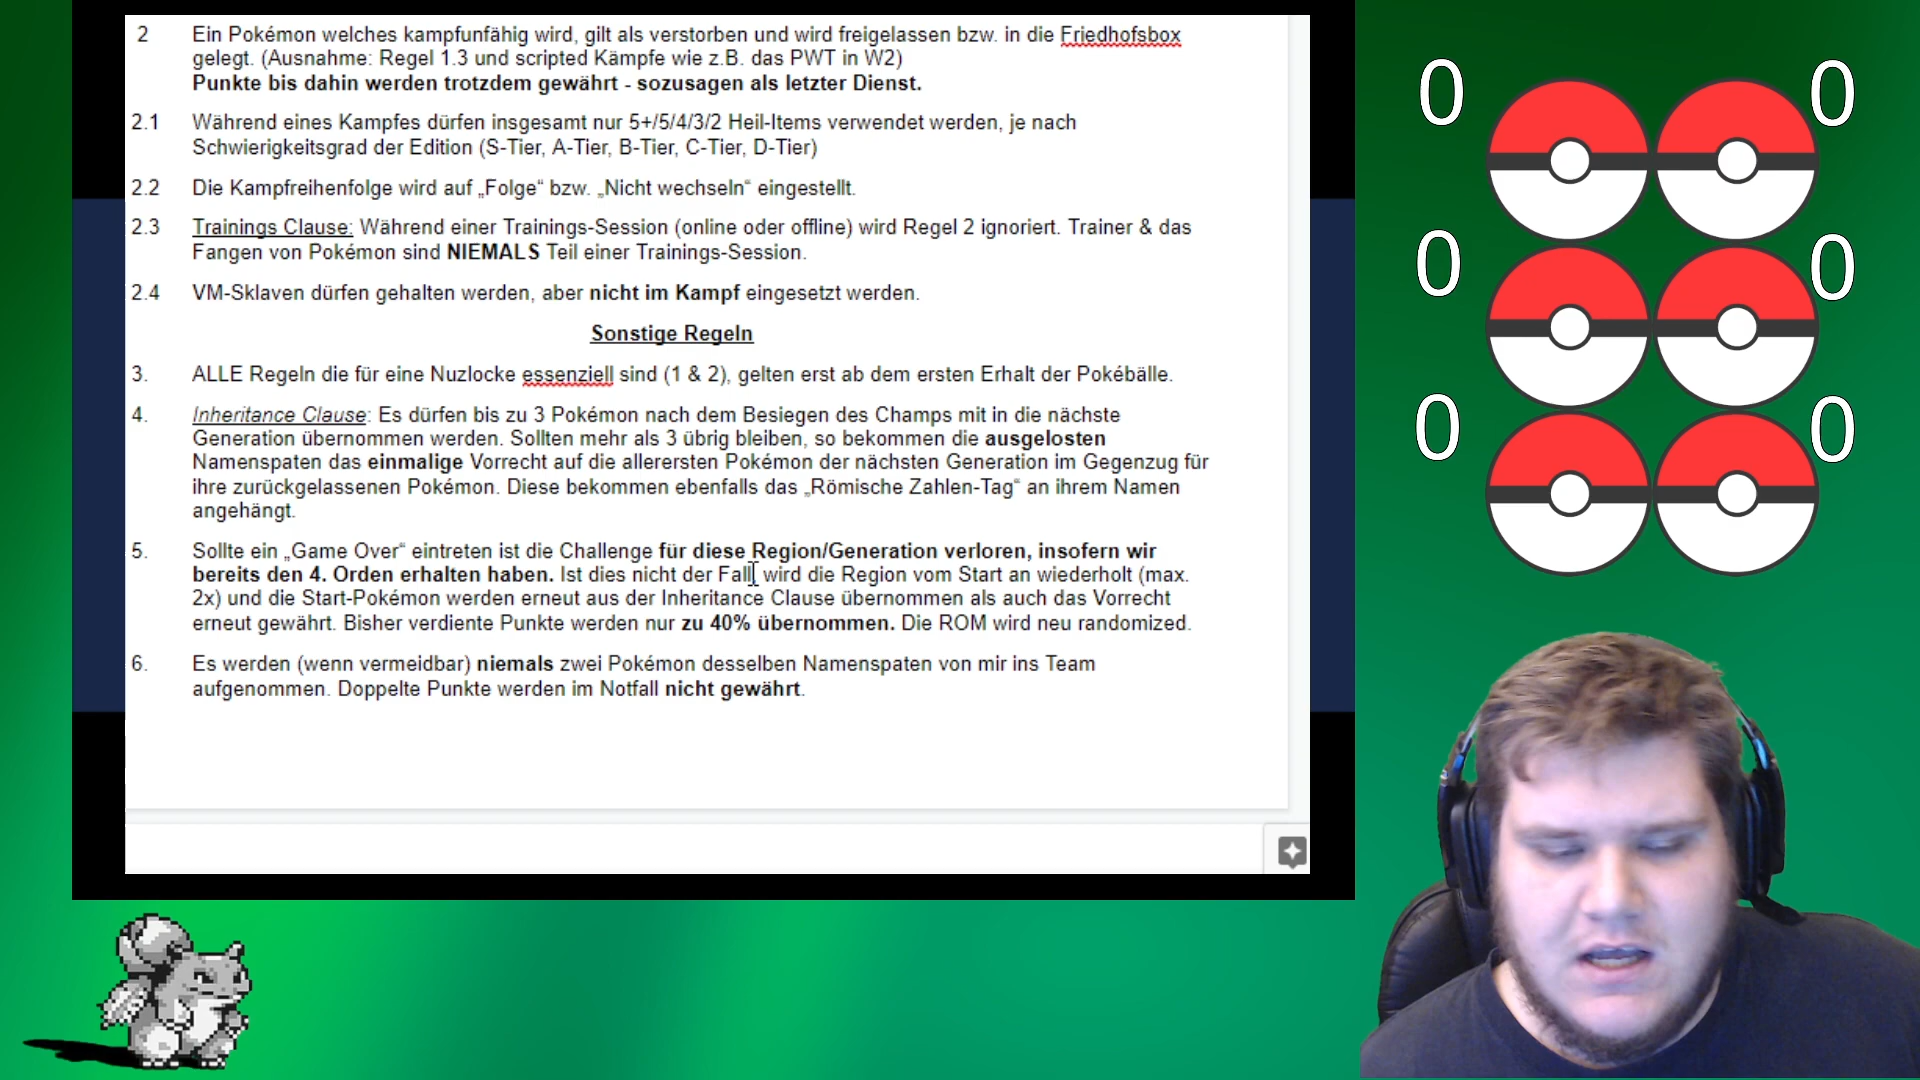 2 Ein Pokémon welches kampfunfähig wird, gilt als verstorben und wird freigelassen bzw. in die Friedhofsbox
gelegt. (Ausnahme: Regel 1.3 und scripted Kämpfe wie z.B. das PWT in W2)
Punkte bis dahin werden trotzdem gewährt - sozusagen als letzter Dienst.
2.1 Während eines Kampfes dürfen insgesamt nur 5+/5/4/3/2 Heil-Items verwendet werden, je nach
Schwierigkeitsgrad der Edition (S-Tier, A-Tier, B-Tier, C-Tier, D-Tier)
2.2 Die Kampfreihenfolge wird auf „Folge“ bzw. „Nicht wechseln“ eingestellt.
2.3 Trainings Clause: Während einer Trainings-Session (online oder offline) wird Regel 2 ignoriert. Trainer & das
Fangen von Pokémon sind NIEMALS Teil einer Trainings-Session.
2.4 VM-Sklaven dürfen gehalten werden, aber nicht im Kampf eingesetzt werden.
Sonstige Regeln
3. ALLE Regeln die für eine Nuzlocke essenziell sind (1 & 2), gelten erst ab dem ersten Erhalt der Pokébälle.
4. Inheritance Clause: Es dürfen bis zu 3 Pokémon nach dem Besiegen des Champs mit in die nächste
Generation übernommen werden. Sollten mehr als 3 übrig bleiben, so bekommen die ausgelosten
Namenspaten das einmalige Vorrecht auf die allerersten Pokémon der nächsten Generation im Gegenzug für
ihre zurückgelassenen Pokémon. Diese bekommen ebenfalls das „Römische Zahlen-Tag“ an ihrem Namen
angehängt.
5. Sollte ein „Game Over“ eintreten ist die Challenge für diese Region/Generation verloren, insofern wir
bereits den 4. Orden erhalten haben. Ist dies nicht der Fall, wird die Region vom Start an wiederholt (max.
2x) und die Start-Pokémon werden erneut aus der Inheritance Clause übernommen als auch das Vorrecht
erneut gewährt. Bisher verdiente Punkte werden nur zu 40% übernommen. Die ROM wird neu randomized.
6. Es werden (wenn vermeidbar) niemals zwei Pokémon desselben Namenspaten von mir ins Team
aufgenommen. Doppelte Punkte werden im Notfall nicht gewährt.
0 0
0 0
0 0